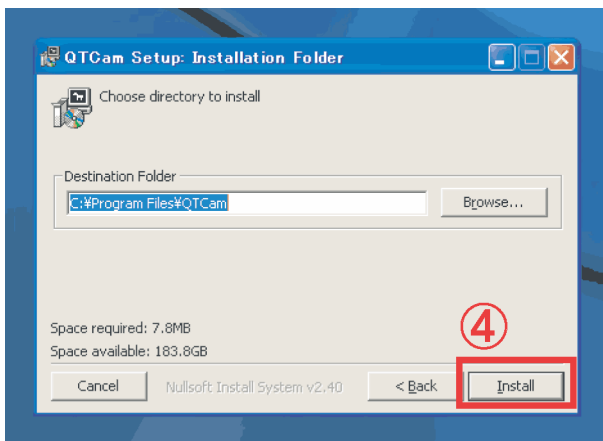 QTCam Setup: Installation Folder
Choose directory to install
Destination Folder
C:¥Program Files¥QTCam
Browse...
Space required: 7.8MB
Space available: 183.8GB
④
Cancel
Nullsoft Install System v2.40
< Back
Install